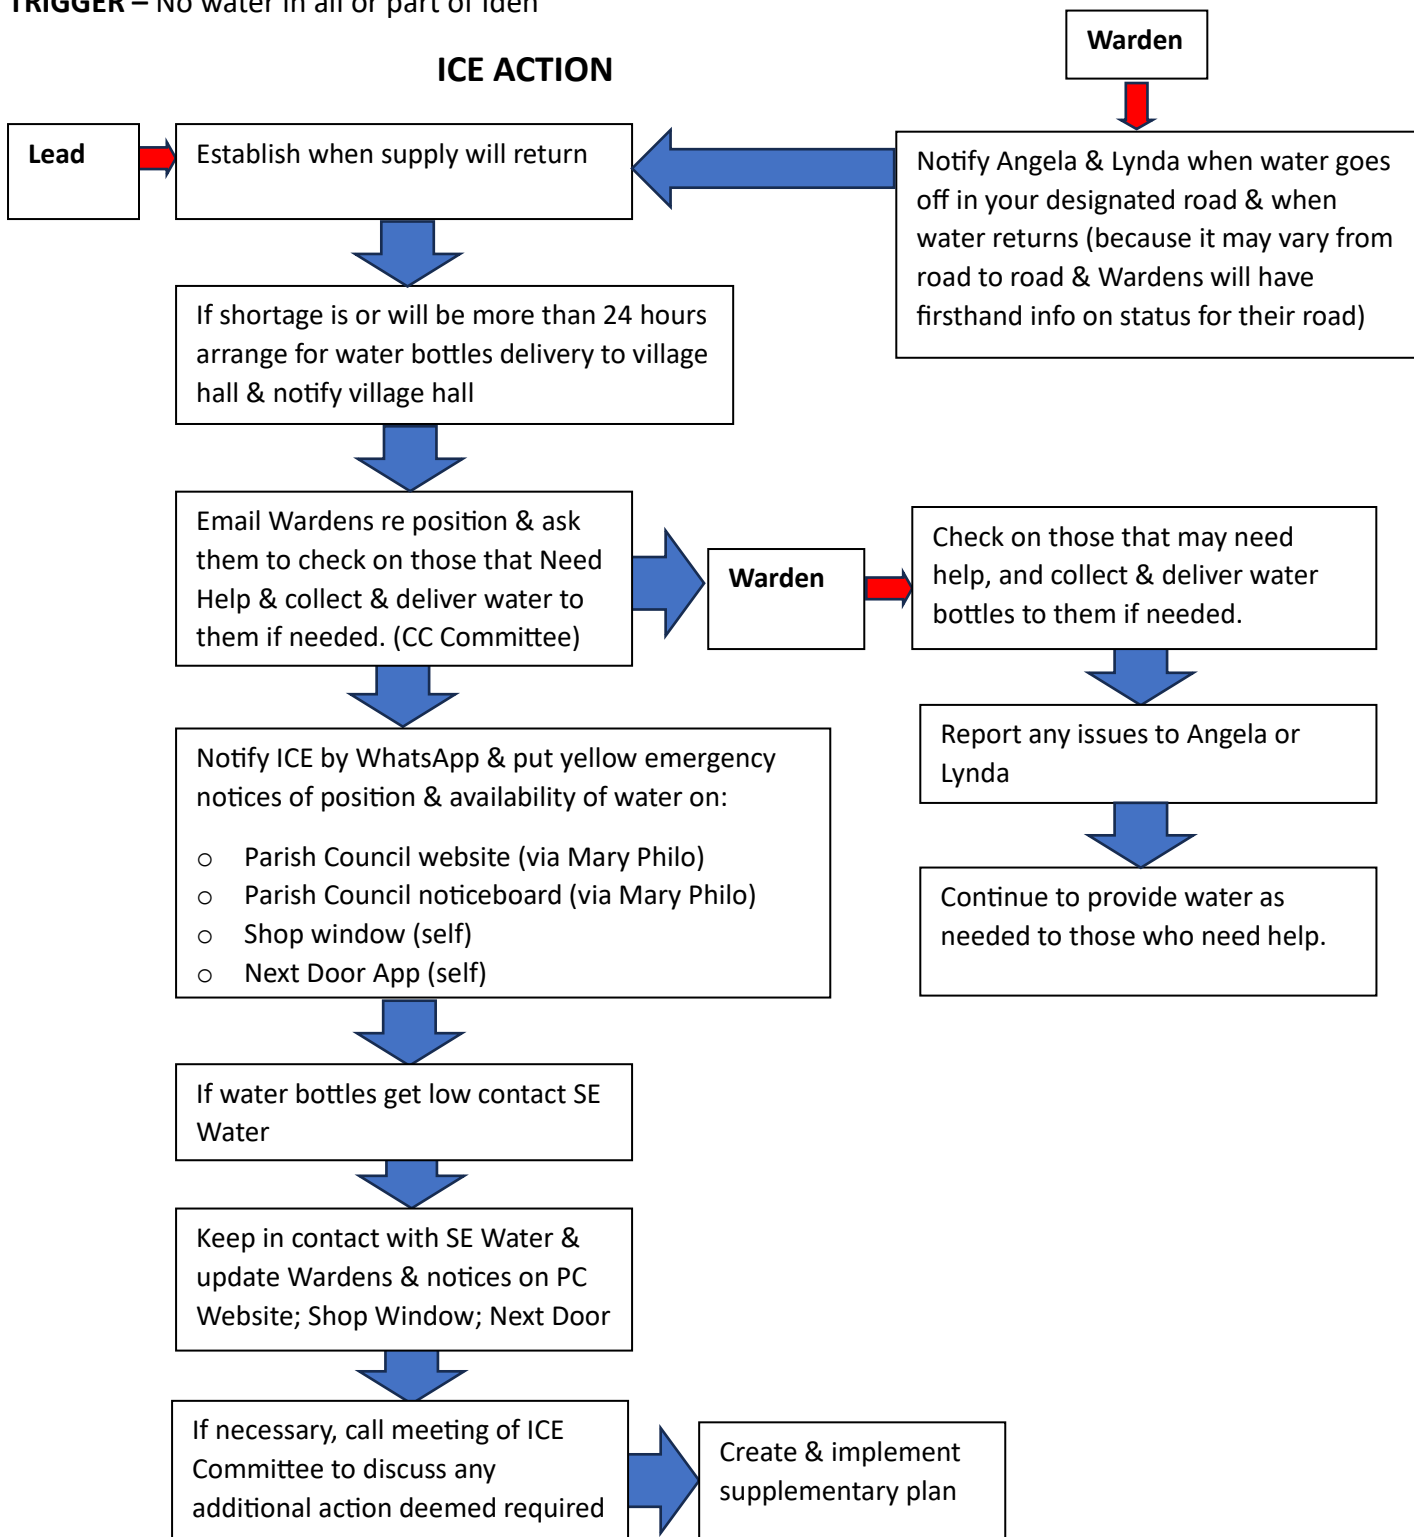 TRIGGER – No water in all or part of Iden
ICE ACTION
Warden
Lead
Establish when supply will return
Notify Angela & Lynda when water goes
off in your designated road & when
water returns (because it may vary from
road to road & Wardens will have
firsthand info on status for their road)
If shortage is or will be more than 24 hours
arrange for water bottles delivery to village
hall & notify village hall
Email Wardens re position & ask
them to check on those that Need
Help & collect & deliver water to
them if needed. (CC Committee)
Warden
Check on those that may need
help, and collect & deliver water
bottles to them if needed.
Report any issues to Angela or
Lynda
Continue to provide water as
needed to those who need help.
Notify ICE by WhatsApp & put yellow emergency
notices of position & availability of water on:
o Parish Council website (via Mary Philo)
o Parish Council noticeboard (via Mary Philo)
o Shop window (self)
o Next Door App (self)
If water bottles get low contact SE
Water
Keep in contact with SE Water &
update Wardens & notices on PC
Website; Shop Window; Next Door
If necessary, call meeting of ICE
Committee to discuss any
additional action deemed required
Create & implement
supplementary plan